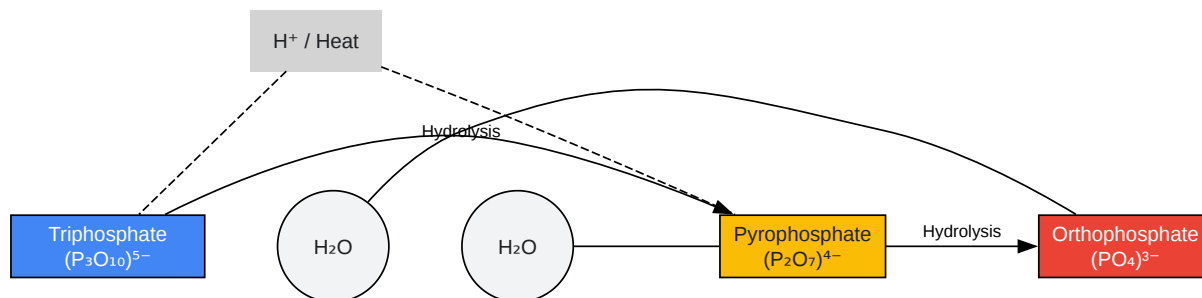 H⁺ / Heat
Hydrolysis
Triphosphate
(P₃O₁₀)⁵⁻
H₂O
H₂O
Pyrophosphate
(P₂O₇)⁴⁻
Hydrolysis
Orthophosphate
(PO₄)³⁻